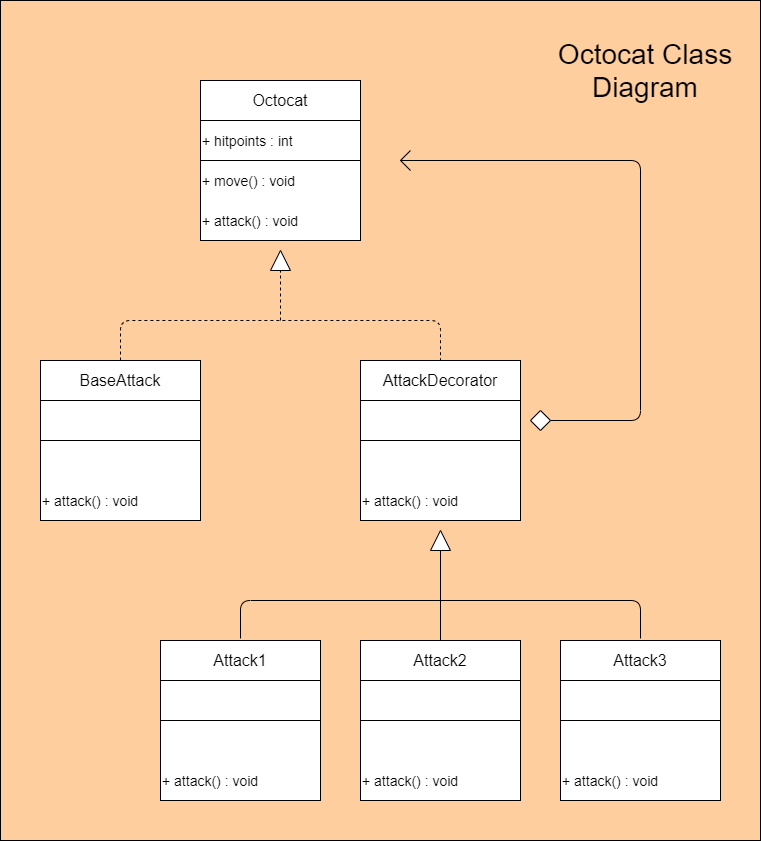 Octocat Class
Diagram
Octocat
+ hitpoints : int
+ move() : void
+ attack() : void
BaseAttack
+ attack() : void
AttackDecorator
+ attack() : void
Attack1
+ attack() : void
Attack2
+ attack() : void
Attack3
+ attack() : void